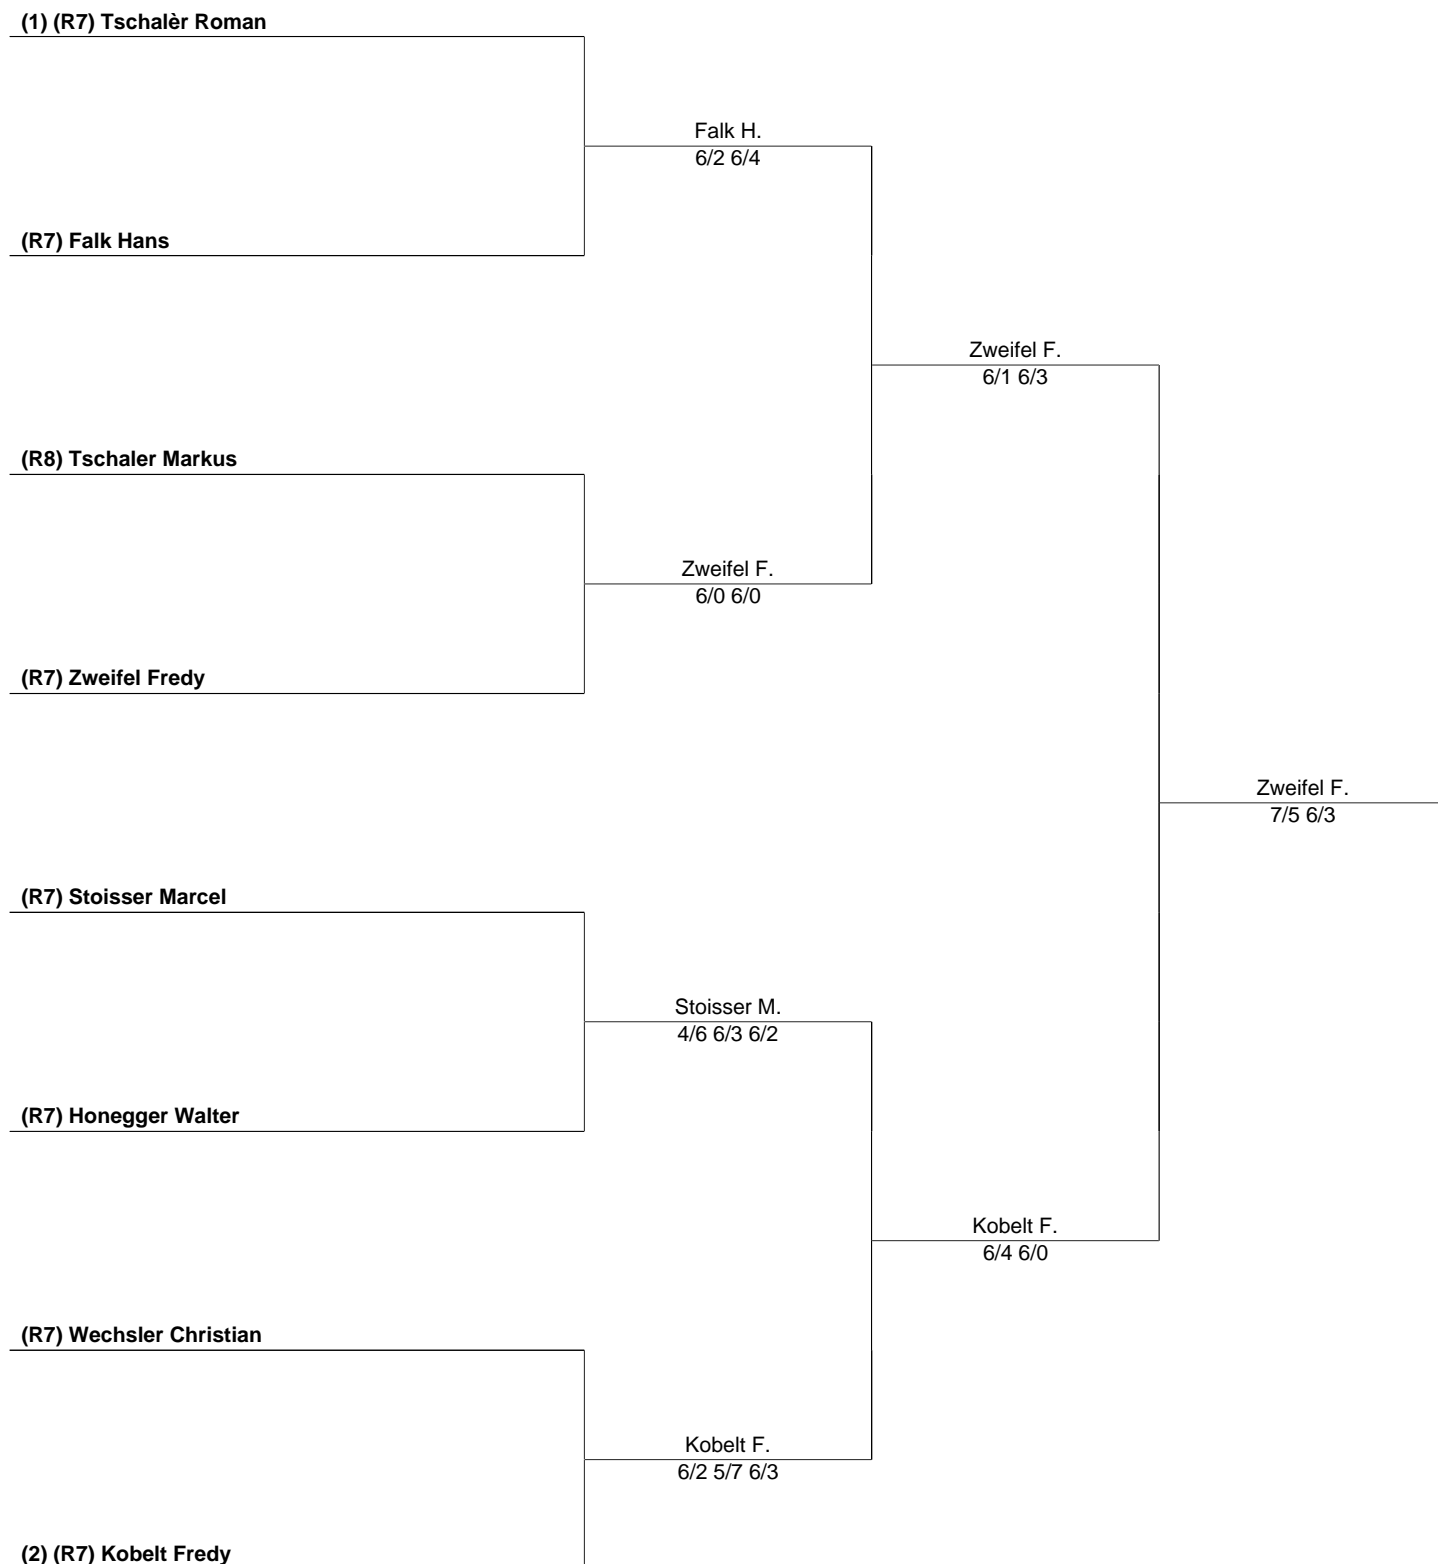 (1) (R7) Tschalèr Roman
Falk H.
6/2 6/4
(R7) Falk Hans
Zweifel F.
6/1 6/3
(R8) Tschaler Markus
Zweifel F.
6/0 6/0
(R7) Zweifel Fredy
Zweifel F.
7/5 6/3
(R7) Stoisser Marcel
Stoisser M.
4/6 6/3 6/2
(R7) Honegger Walter
Kobelt F.
6/4 6/0
(R7) Wechsler Christian
Kobelt F.
6/2 5/7 6/3
(2) (R7) Kobelt Fredy